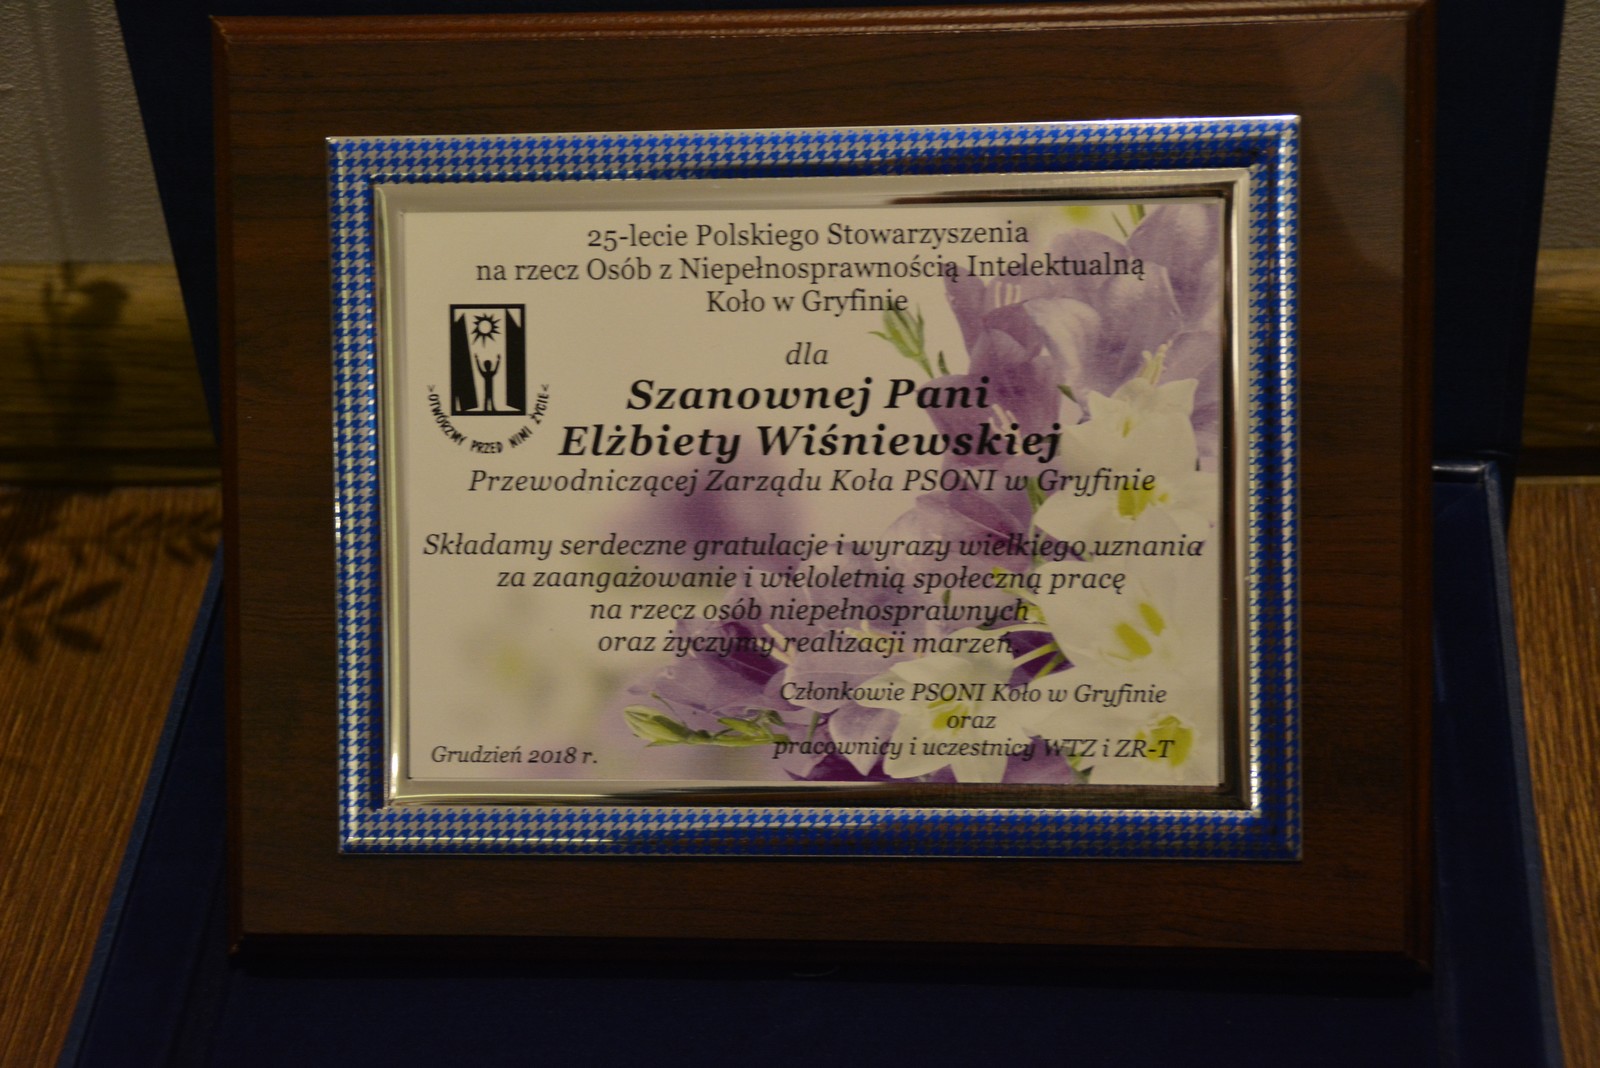 25-lecie Polskiego Stowarzyszenia
na rzecz Osób z Niepełnosprawnością Intelektualną
Koło w Gryfinie
dla
Szanownej Pani
Elżbiety Wiśniewskiej
Przewodniczącej Zarządu Koła PSONI w Gryfinie
OTWÓRZMY PRZED NIMI ŻYCIE
Składamy serdeczne gratulacje i wyrazy wielkiego uznania
za zaangażowanie i wieloletnią społeczną pracę
na rzecz osób niepełnosprawnych
oraz życzymy realizacji marzeń.
Członkowie PSONI Koło w Gryfinie
oraz
pracownicy i uczestnicy WTZ i ZR-T
Grudzień 2018 r.